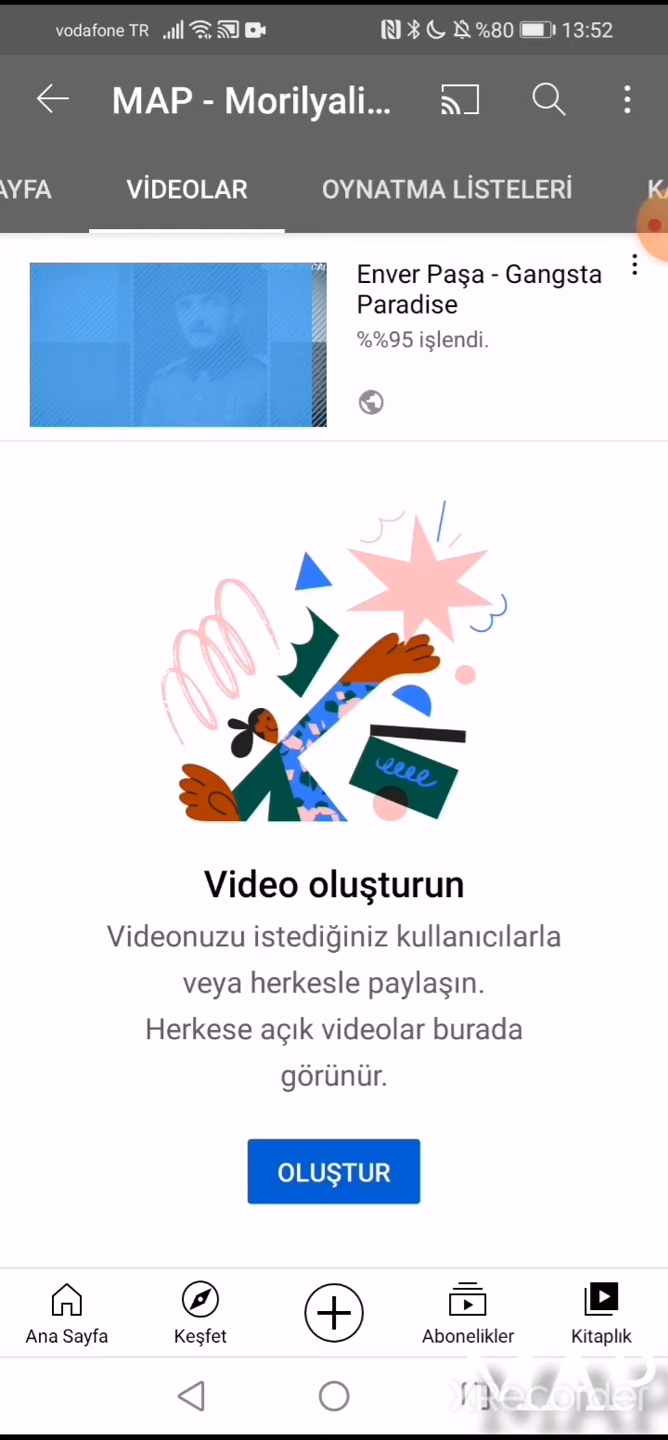 vodafone TR %80 13:52
MAP - Morilyali...
AYFA VİDEOLAR OYNATMA LİSTELERİ KA
Enver Paşa - Gangsta
Paradise
%%95 işlendi.
Video oluşturun
Videonuzu istediğiniz kullanıcılarla
veya herkesle paylaşın.
Herkese açık videolar burada
görünür.
OLUŞTUR
Ana Sayfa Keşfet Abonelikler Kitaplık
MAP
XRecorder